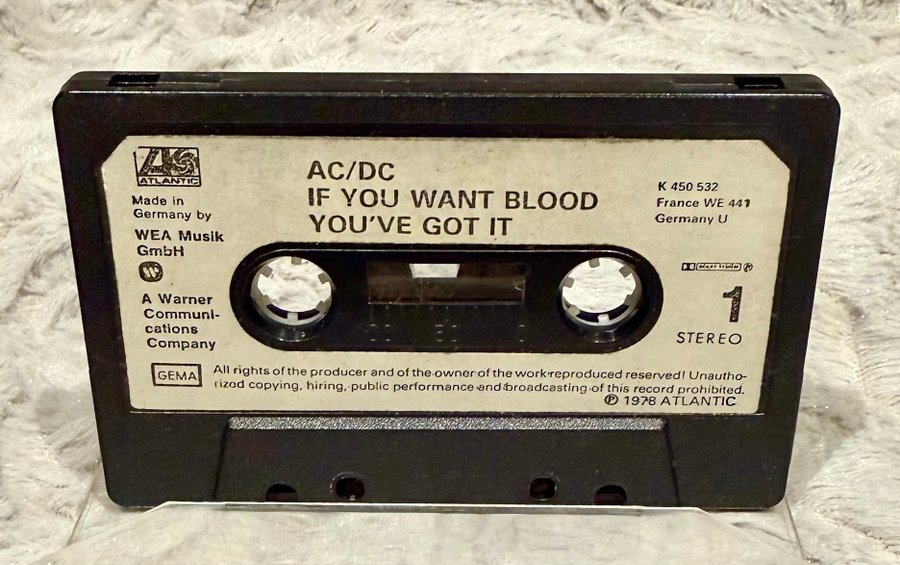 ATLANTIC
Made in
Germany by
WEA Musik
GmbH
A Warner
Communi-
cations
Company
GEMA
AC/DC
IF YOU WANT BLOOD
YOU'VE GOT IT
K 450 532
France WE 441
Germany U
1
STEREO
All rights of the producer and of the owner of the work reproduced reserved! Unautho-
rized copying, hiring, public performance and broadcasting of this record prohibited.
℗ 1978 ATLANTIC